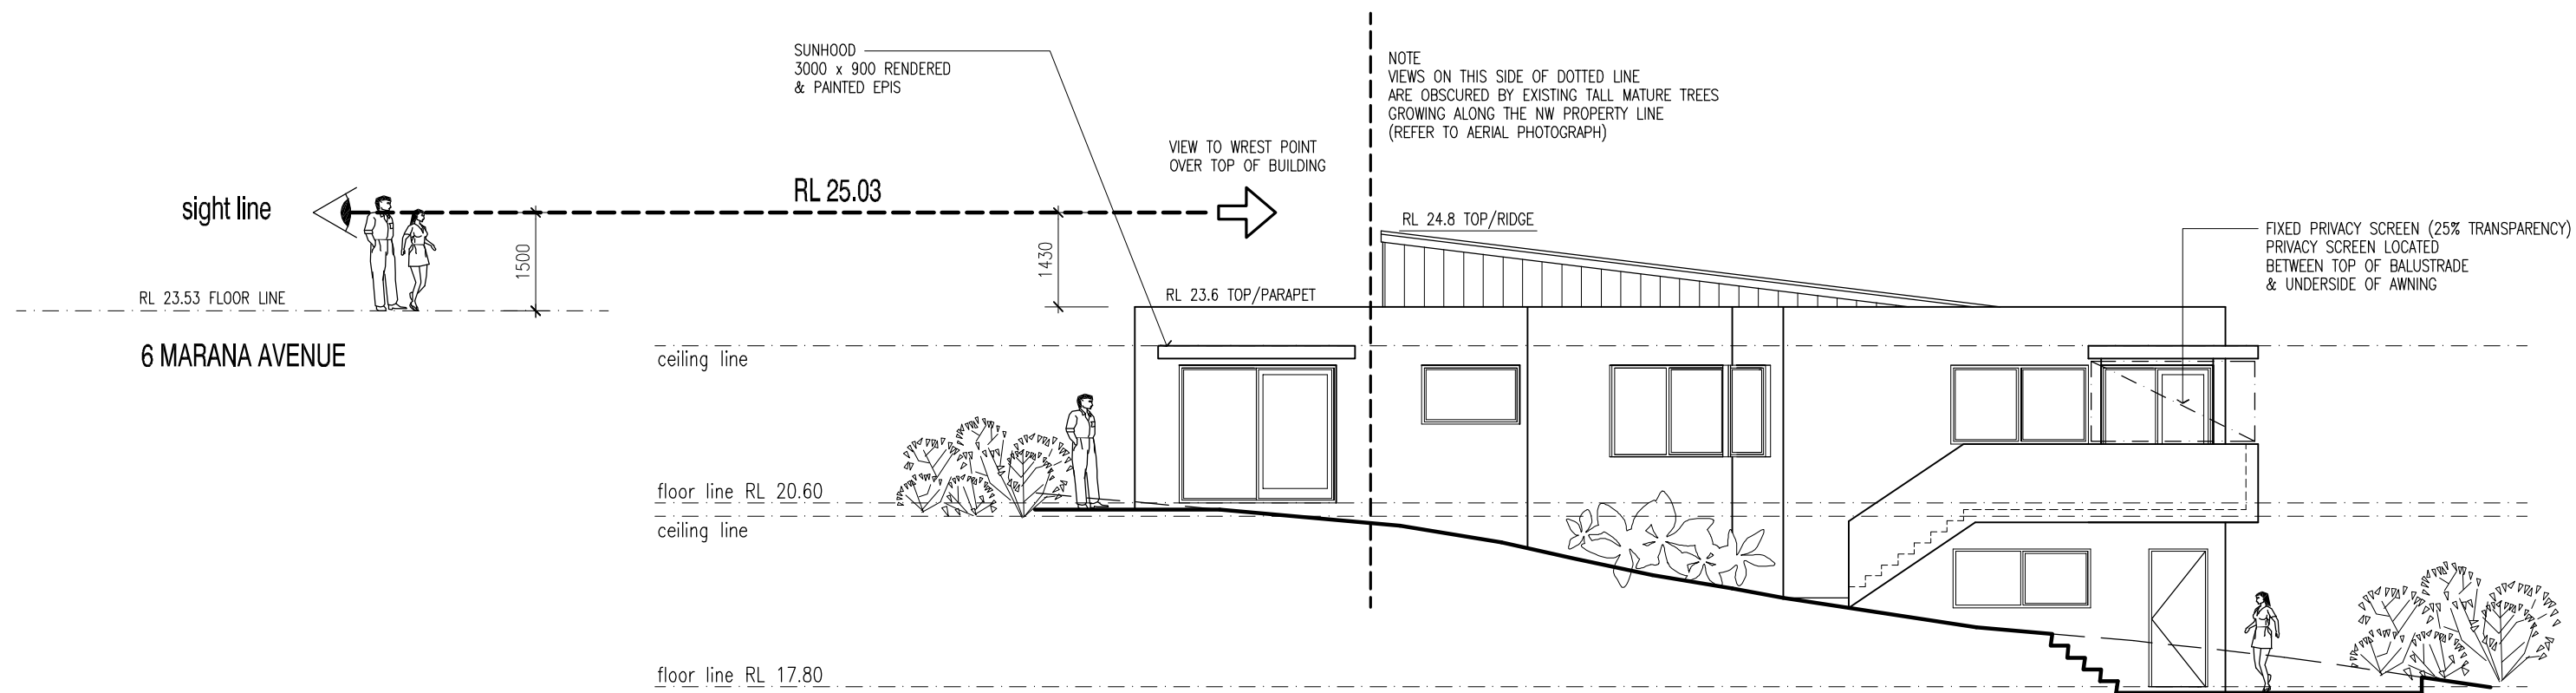 SUNHOOD
3000 x 900 RENDERED
& PAINTED EPIS
NOTE
VIEWS ON THIS SIDE OF DOTTED LINE
ARE OBSCURED BY EXISTING TALL MATURE TREES
GROWING ALONG THE NW PROPERTY LINE
(REFER TO AERIAL PHOTOGRAPH)
VIEW TO WREST POINT
OVER TOP OF BUILDING
sight line
RL 25.03
1500
1430
RL 24.8 TOP/RIDGE
FIXED PRIVACY SCREEN (25% TRANSPARENCY)
PRIVACY SCREEN LOCATED
BETWEEN TOP OF BALUSTRADE
& UNDERSIDE OF AWNING
RL 23.53 FLOOR LINE
RL 23.6 TOP/PARAPET
6 MARANA AVENUE
ceiling line
floor line RL 20.60
ceiling line
floor line RL 17.80